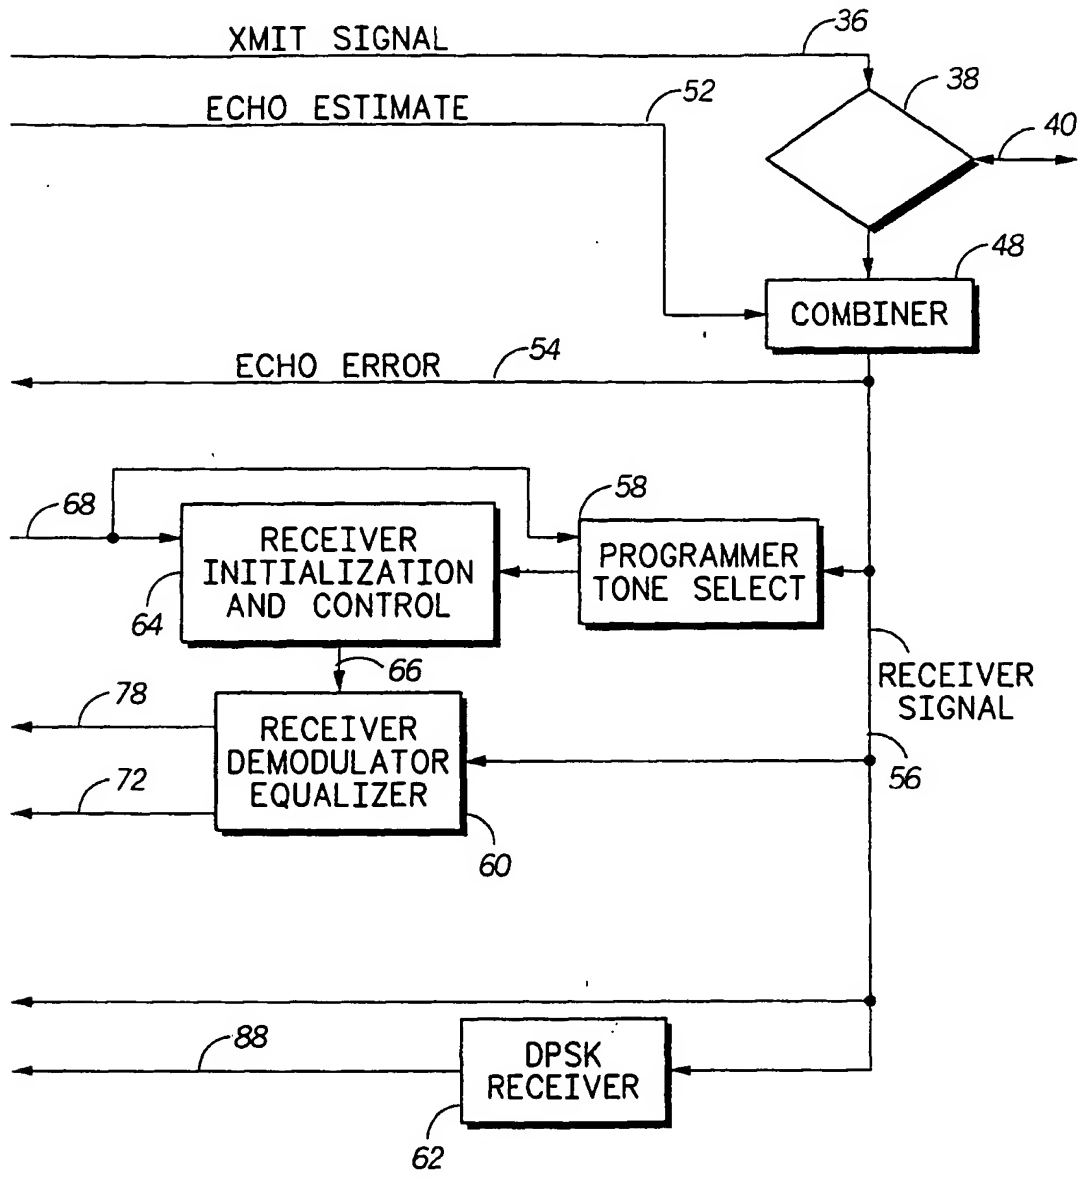 XMIT SIGNAL
36
ECHO ESTIMATE
52
38
40
48
COMBINER
ECHO ERROR
54
68
58
RECEIVER
INITIALIZATION
AND CONTROL
PROGRAMMER
TONE SELECT
64
66
RECEIVER
SIGNAL
78
RECEIVER
DEMODULATOR
EQUALIZER
72
56
60
88
DPSK
RECEIVER
62